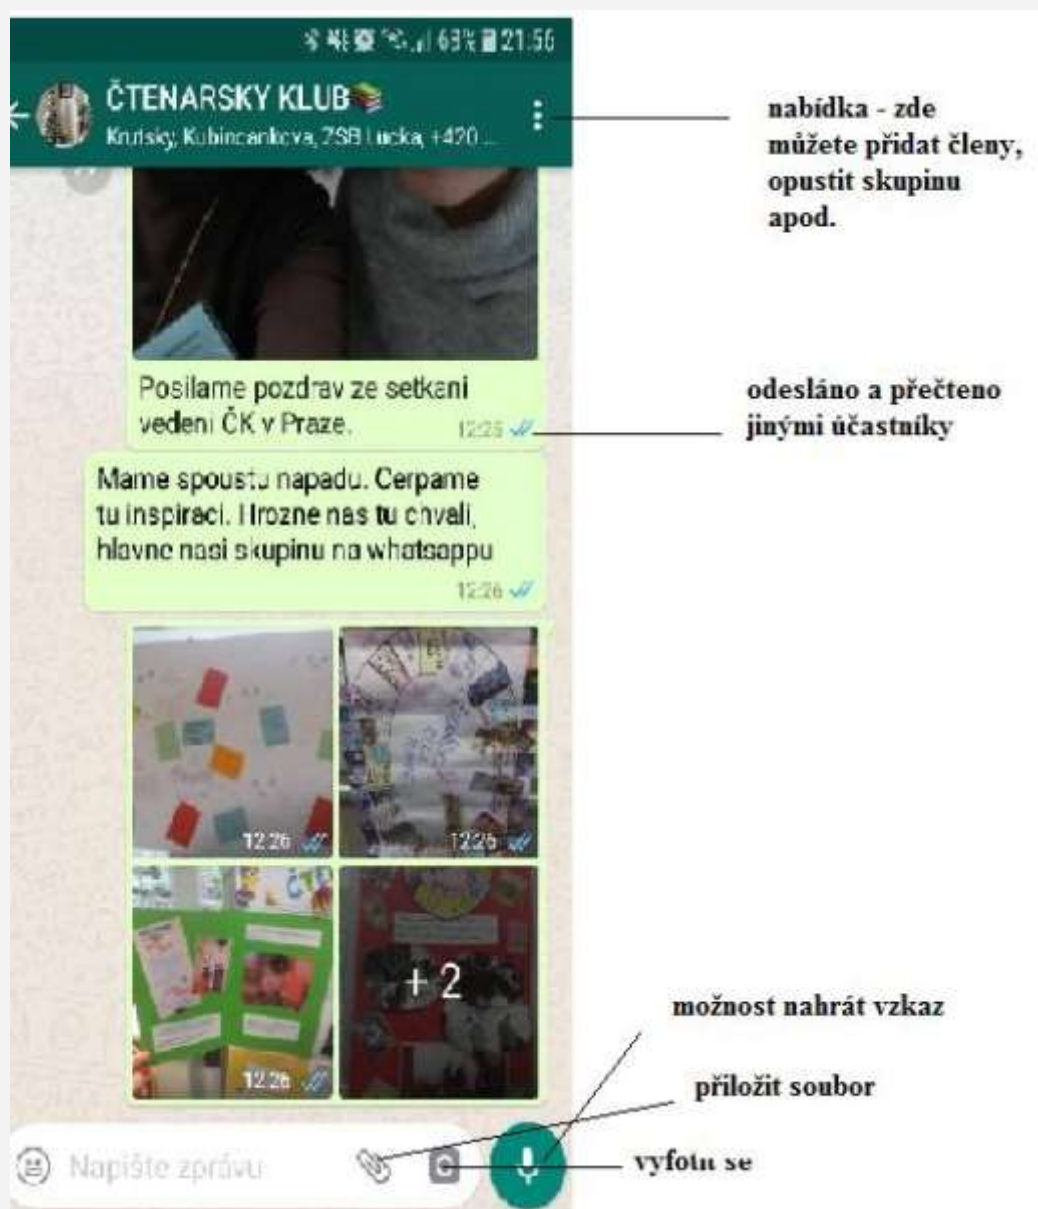 68% 21:56
ČTENARSKY KLUB
Krutsky, Kubincankova, ZSB Lucka, +420 ...
nabídka - zde
můžete přidat členy,
opustit skupinu
apod.
Posilame pozdrav ze setkani
vedeni ČK v Praze.
12:25
odesláno a přečteno
jinými účastníky
Mame spoustu napadu. Cerpame
tu inspiraci. Hrozne nas tu chvali,
hlavne nasi skupinu na whatsappu
12:26
12:26
12:26
12:26
+ 2
možnost nahrát vzkaz
přiložit soubor
Napište zprávu
vyfotit se